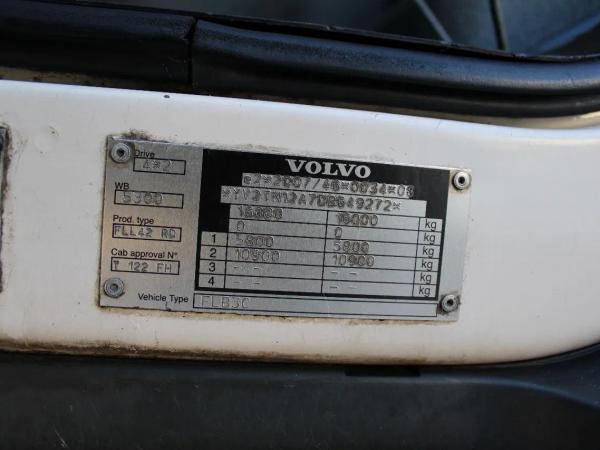 VOLVO
Drive
4*2
e2*2007/46*0034*08
WB
5300
16000 16000 kg
0 0 kg
Prod. type
FLL42 RD
1 5800 5800 kg
2 10900 10900 kg
Cab approval N°
T 122 FH
3 -- -- kg
4 -- -- kg
Vehicle Type FLB3C